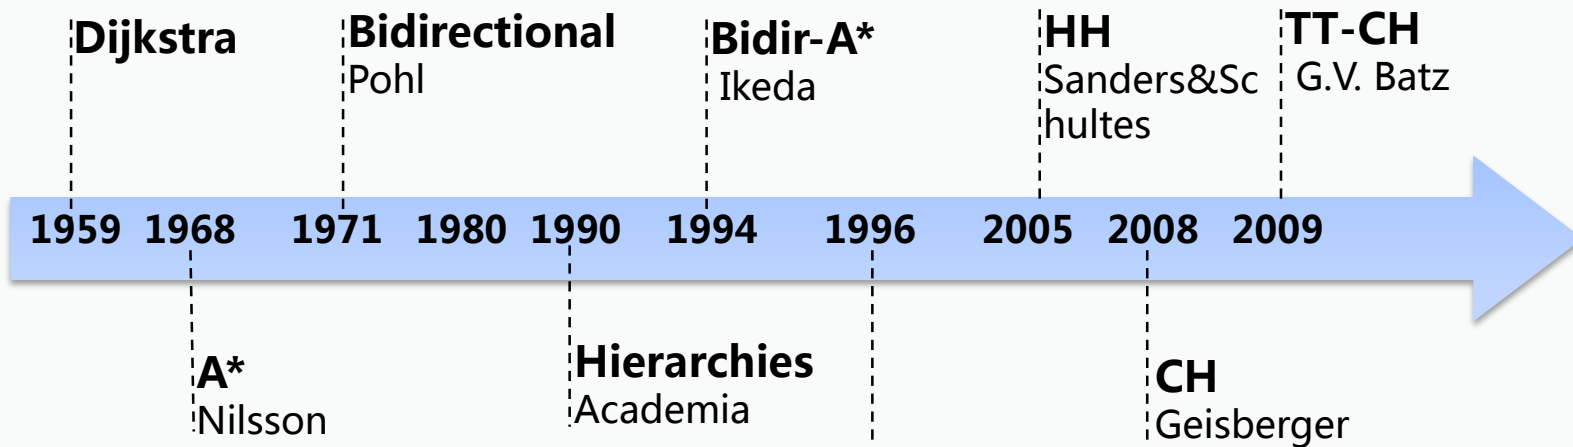 Dijkstra
Bidirectional
Pohl
Bidir-A*
Ikeda
HH
Sanders&Sc
hultes
TT-CH
G.V. Batz
1959 1968 1971 1980 1990 1994 1996 2005 2008 2009
A*
Nilsson
Hierarchies
Academia
CH
Geisberger